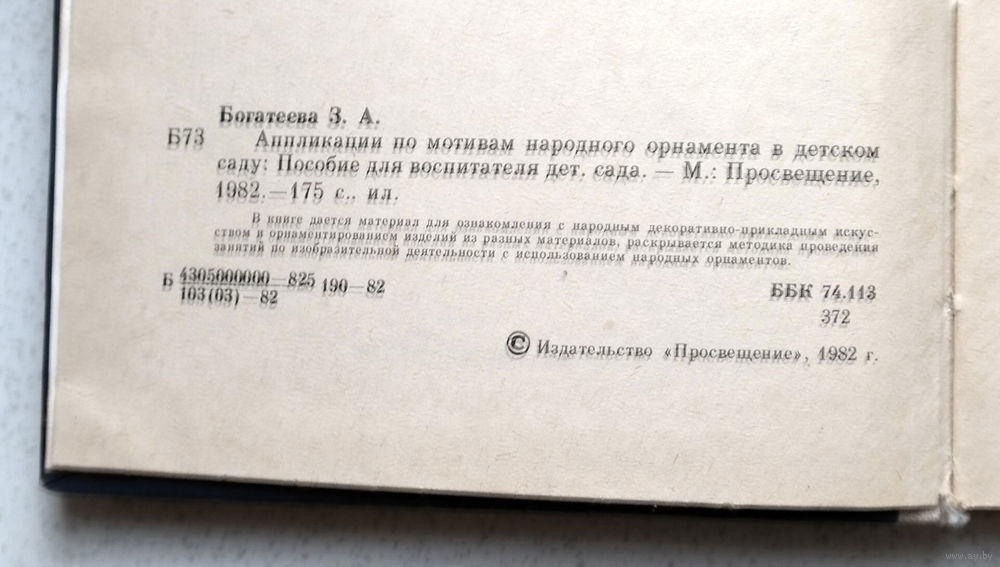 Богатеева З. А.
Б73 Аппликации по мотивам народного орнамента в детском
саду: Пособие для воспитателя дет. сада. — М.: Просвещение,
1982.—175 с., ил.
В книге дается материал для ознакомления с народным декоративно-прикладным искус-
ством и орнаментированием изделий из разных материалов, раскрывается методика проведения
занятий по изобразительной деятельности с использованием народных орнаментов.
Б 4305000000—825 190—82
103(03)—82
ББК 74.113
372
© Издательство «Просвещение», 1982 г.
www.ay.by